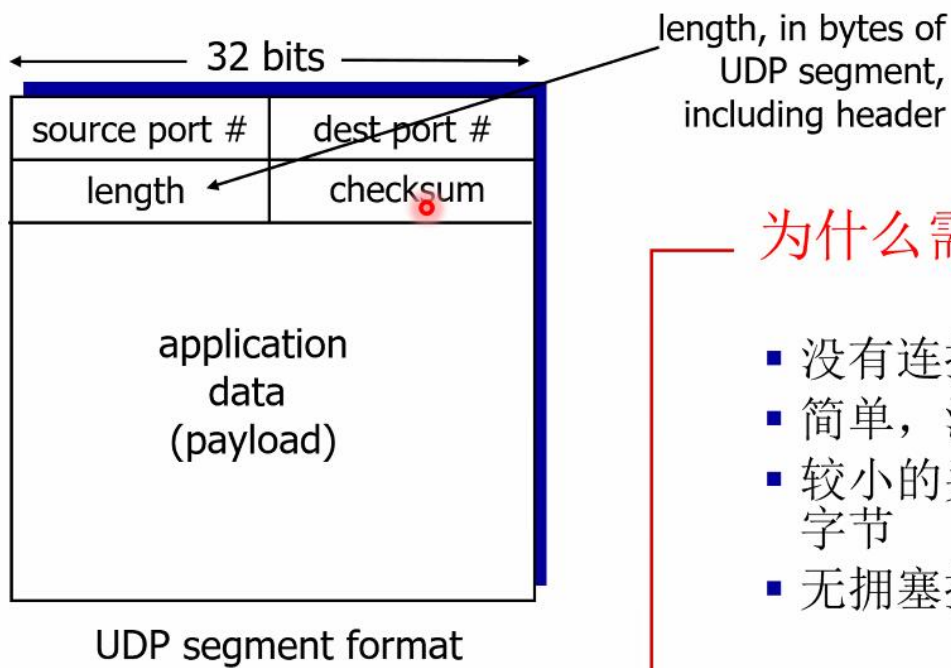 32 bits
source port #
dest port #
length
checksum
application
data
(payload)
UDP segment format
length, in bytes of
UDP segment,
including header
为什么
没有连
简单，
较小的
字节
无拥塞